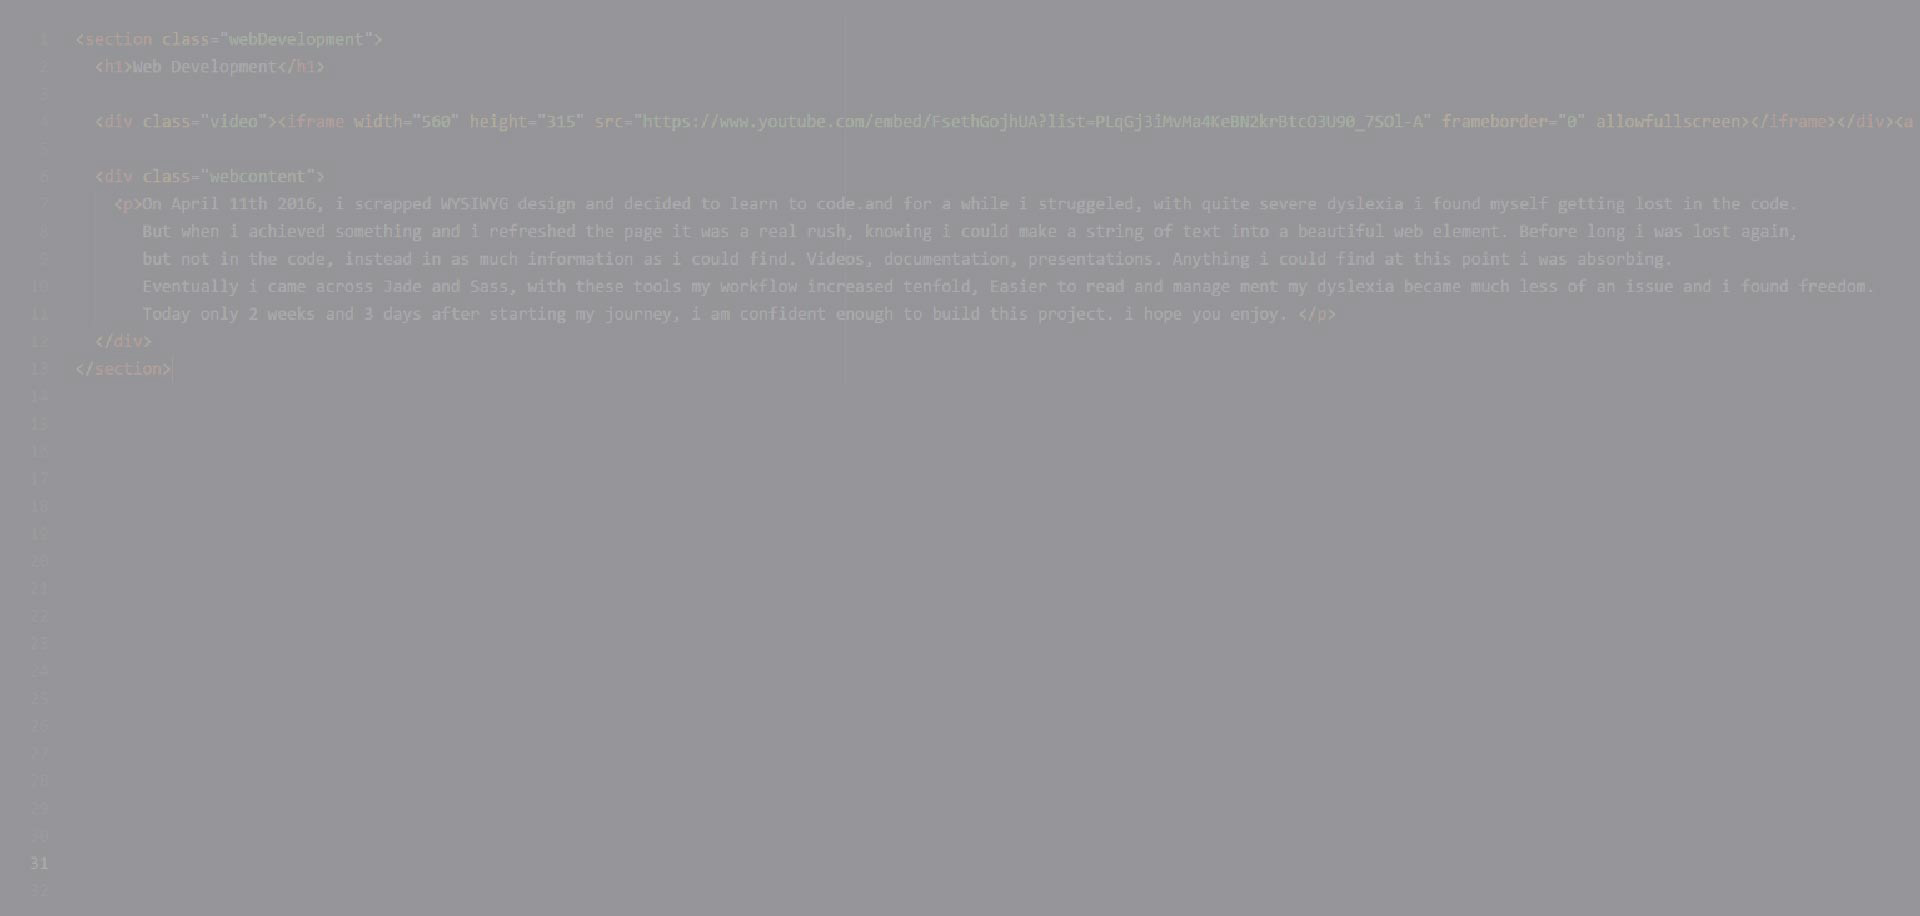 1 <section class="webDevelopment">
2 <h1>Web Development</h1>
3
4 <div class="video"><iframe width="560" height="315" src="https://www.youtube.com/embed/FsethGojhUA?list=PLqGj3iMvMa4KeBN2krBtcO3U90_7SOl-A" frameborder="0" allowfullscreen></iframe></div><a
5
6 <div class="webcontent">
7 <p>On April 11th 2016, i scrapped WYSIWYG design and decided to learn to code.and for a while i struggeled, with quite severe dyslexia i found myself getting lost in the code.
8 But when i achieved something and i refreshed the page it was a real rush, knowing i could make a string of text into a beautiful web element. Before long i was lost again,
9 but not in the code, instead in as much information as i could find. Videos, documentation, presentations. Anything i could find at this point i was absorbing.
10 Eventually i came across Jade and Sass, with these tools my workflow increased tenfold, Easier to read and manage ment my dyslexia became much less of an issue and i found freedom.
11 Today only 2 weeks and 3 days after starting my journey, i am confident enough to build this project. i hope you enjoy. </p>
12 </div>
13 </section>
14
13
16
17
18
19
20
21
22
23
24
25
26
27
28
29
30
31
32